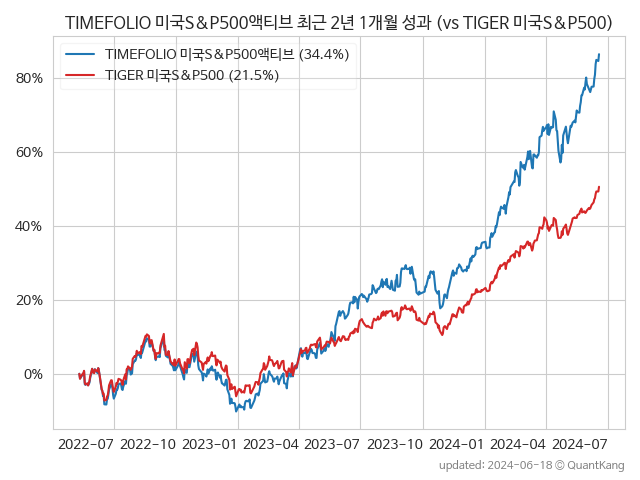 TIMEFOLIO 미국S&P500액티브 최근 2년 1개월 성과 (vs TIGER 미국S&P500)
TIMEFOLIO 미국S&P500액티브 (34.4%)
TIGER 미국S&P500 (21.5%)
80%
60%
40%
20%
0%
2022-07 2022-10 2023-01 2023-04 2023-07 2023-10 2024-01 2024-04 2024-07
updated: 2024-06-18 © QuantKang